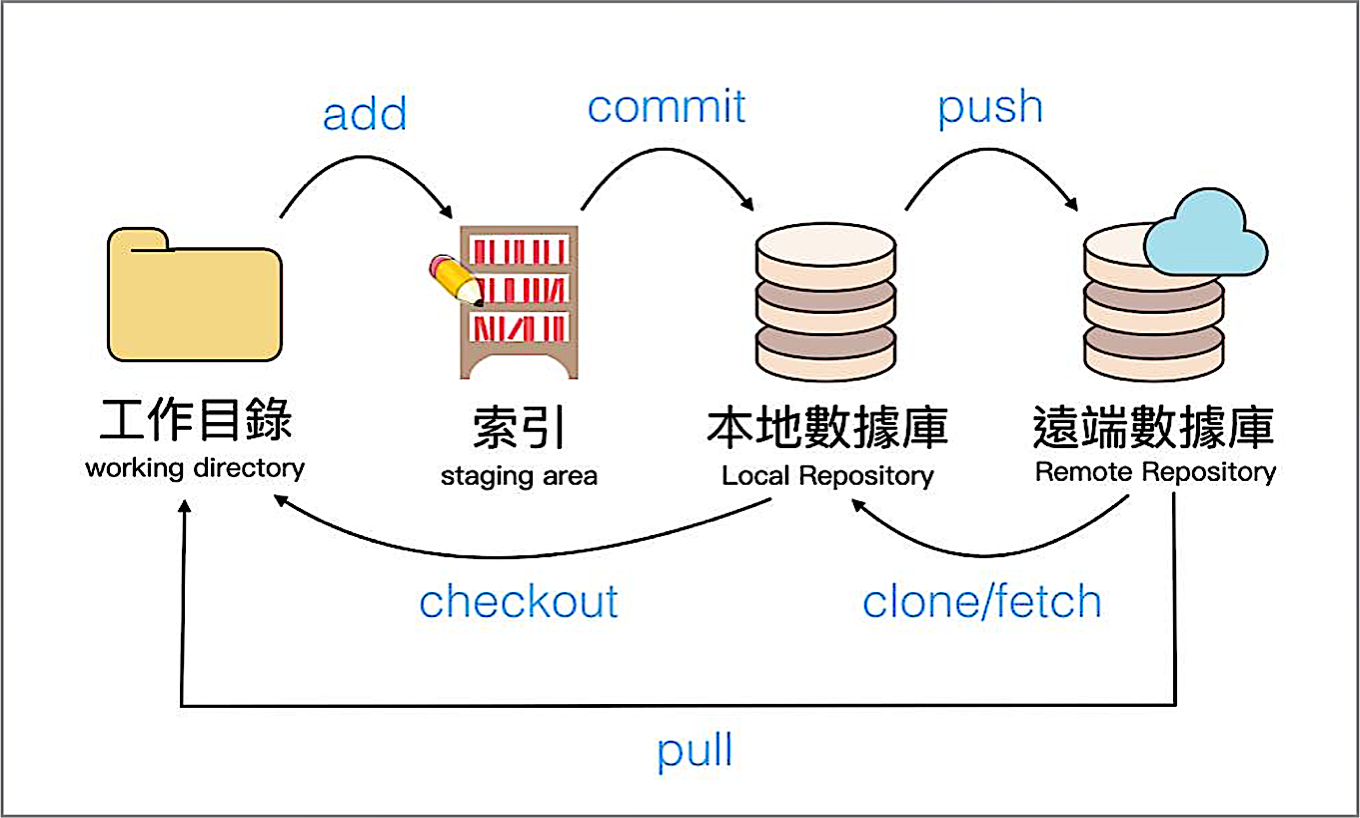 add
commit
push
工作目錄
working directory
索引
staging area
本地數據庫
Local Repository
遠端數據庫
Remote Repository
checkout
clone/fetch
pull